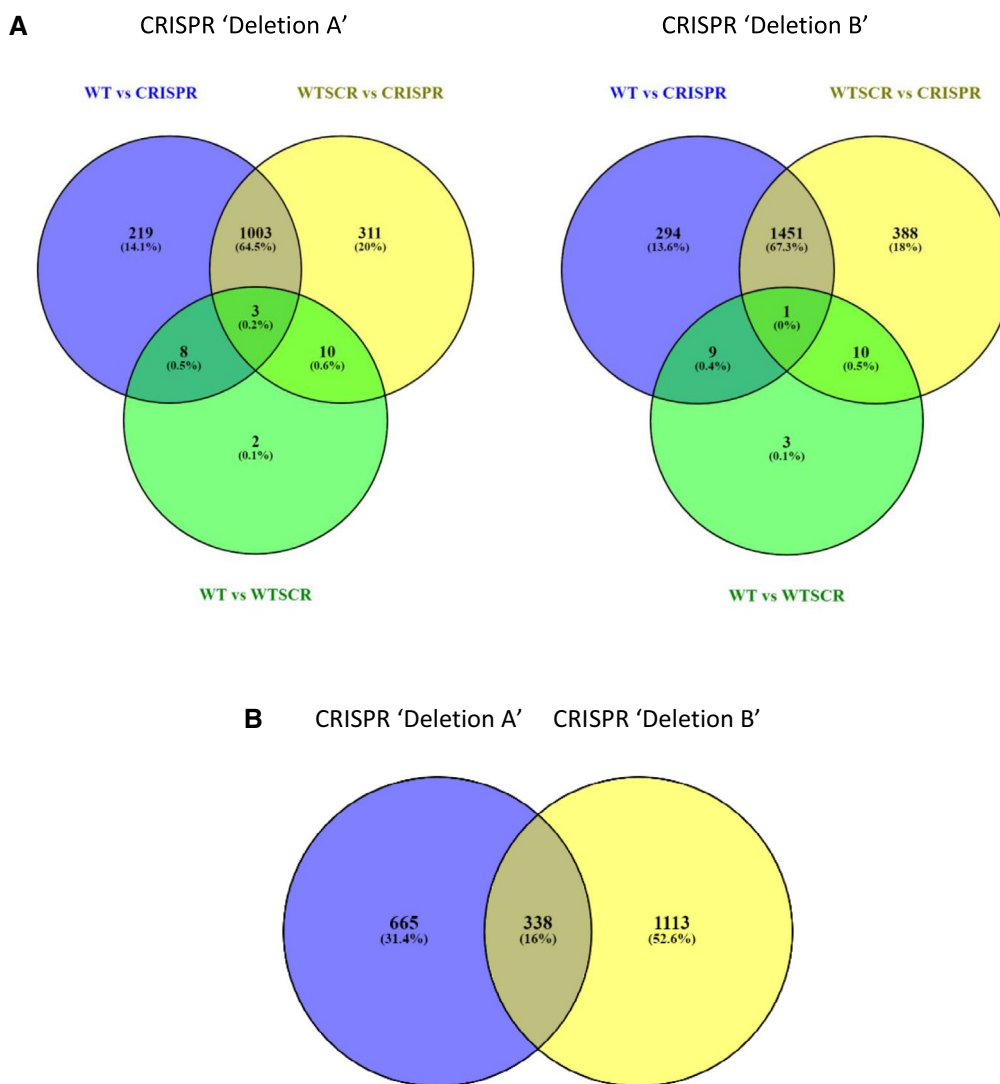 A
CRISPR ‘Deletion A’
CRISPR ‘Deletion B’
WT vs CRISPR
WTSCR vs CRISPR
219
(14.1%)
1003
(64.5%)
311
(20%)
3
(0.2%)
8
(0.5%)
10
(0.6%)
2
(0.1%)
WT vs WTSCR
WT vs CRISPR
WTSCR vs CRISPR
294
(13.6%)
1451
(67.3%)
388
(18%)
1
(0%)
9
(0.4%)
10
(0.5%)
3
(0.1%)
WT vs WTSCR
B
CRISPR ‘Deletion A’
CRISPR ‘Deletion B’
665
(31.4%)
338
(16%)
1113
(52.6%)